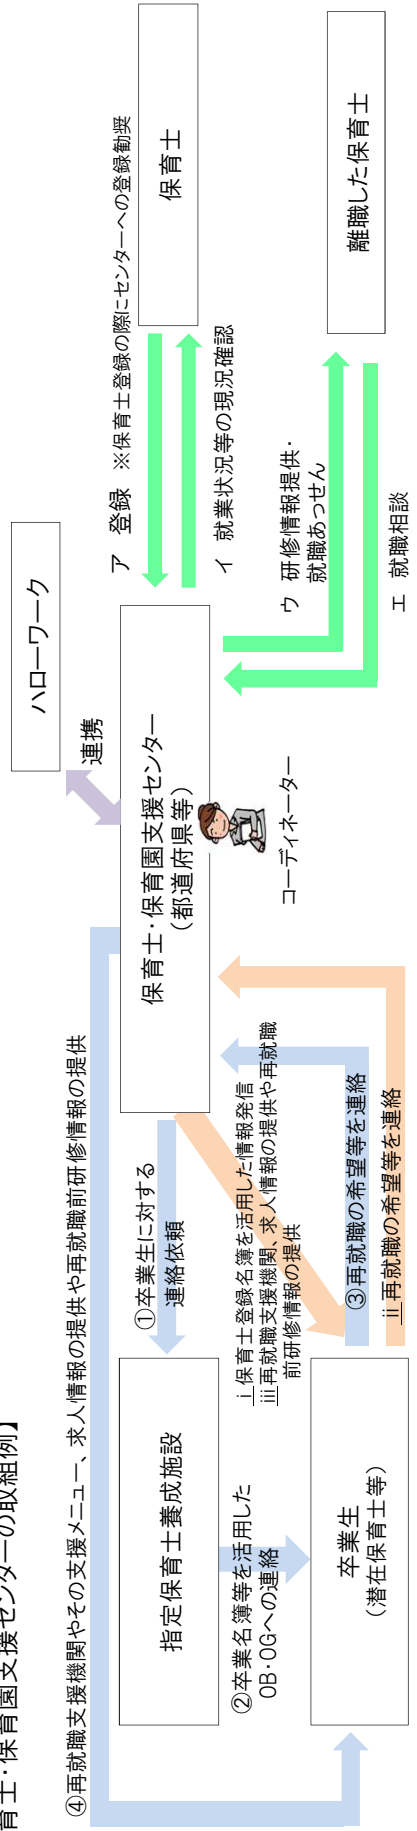 育士・保育園支援センターの取組例】
④再就職支援機関やその支援メニュー、求人情報の提供や再就職前研修情報の提供
ハローワーク
連携
指定保育士養成施設
①卒業生に対する
連絡依頼
保育士・保育園支援センター
（都道府県等）
コーディネーター
ア 登録 ※保育士登録の際にセンターへの登録勧奨
イ 就業状況等の現況確認
保育士
②卒業名簿等を活用した
OB・OGへの連絡
ⅰ保育士登録名簿を活用した情報発信
ⅲ再就職支援機関、求人情報の提供や再就職
前研修情報の提供
ウ 研修情報提供・
就職あっせん
エ 就職相談
離職した保育士
卒業生
（潜在保育士等）
③再就職の希望等を連絡
ⅱ再就職の希望等を連絡